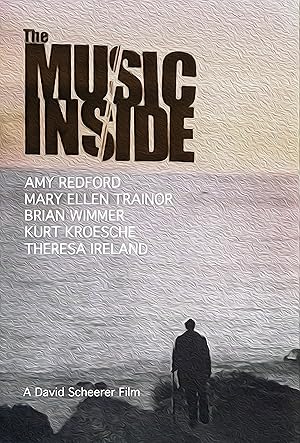 The
MUSIC
INSIDE
AMY REDFORD
MARY ELLEN TRAINOR
BRIAN WIMMER
KURT KROESCHE
THERESA IRELAND
A David Scheerer Film